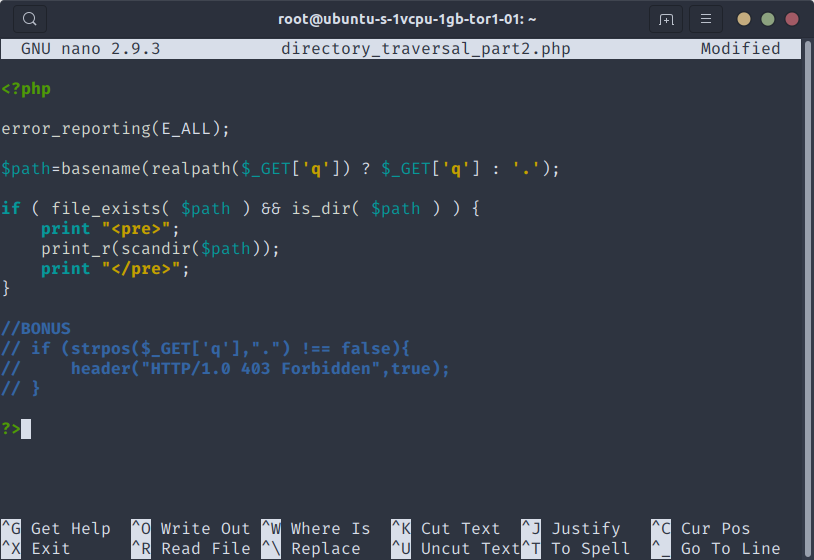 root@ubuntu-s-1vcpu-1gb-tor1-01: ~
GNU nano 2.9.3 directory_traversal_part2.php Modified
<?php
error_reporting(E_ALL);
$path=basename(realpath($_GET['q']) ? $_GET['q'] : '.');
if ( file_exists( $path ) && is_dir( $path ) ) {
    print "<pre>";
    print_r(scandir($path));
    print "</pre>";
}
//BONUS
// if (strpos($_GET['q'],".") !== false){
//     header("HTTP/1.0 403 Forbidden",true);
// }
?>
^G Get Help ^O Write Out ^W Where Is ^K Cut Text ^J Justify ^C Cur Pos
^X Exit ^R Read File ^\ Replace ^U Uncut Text ^T To Spell ^_ Go To Line